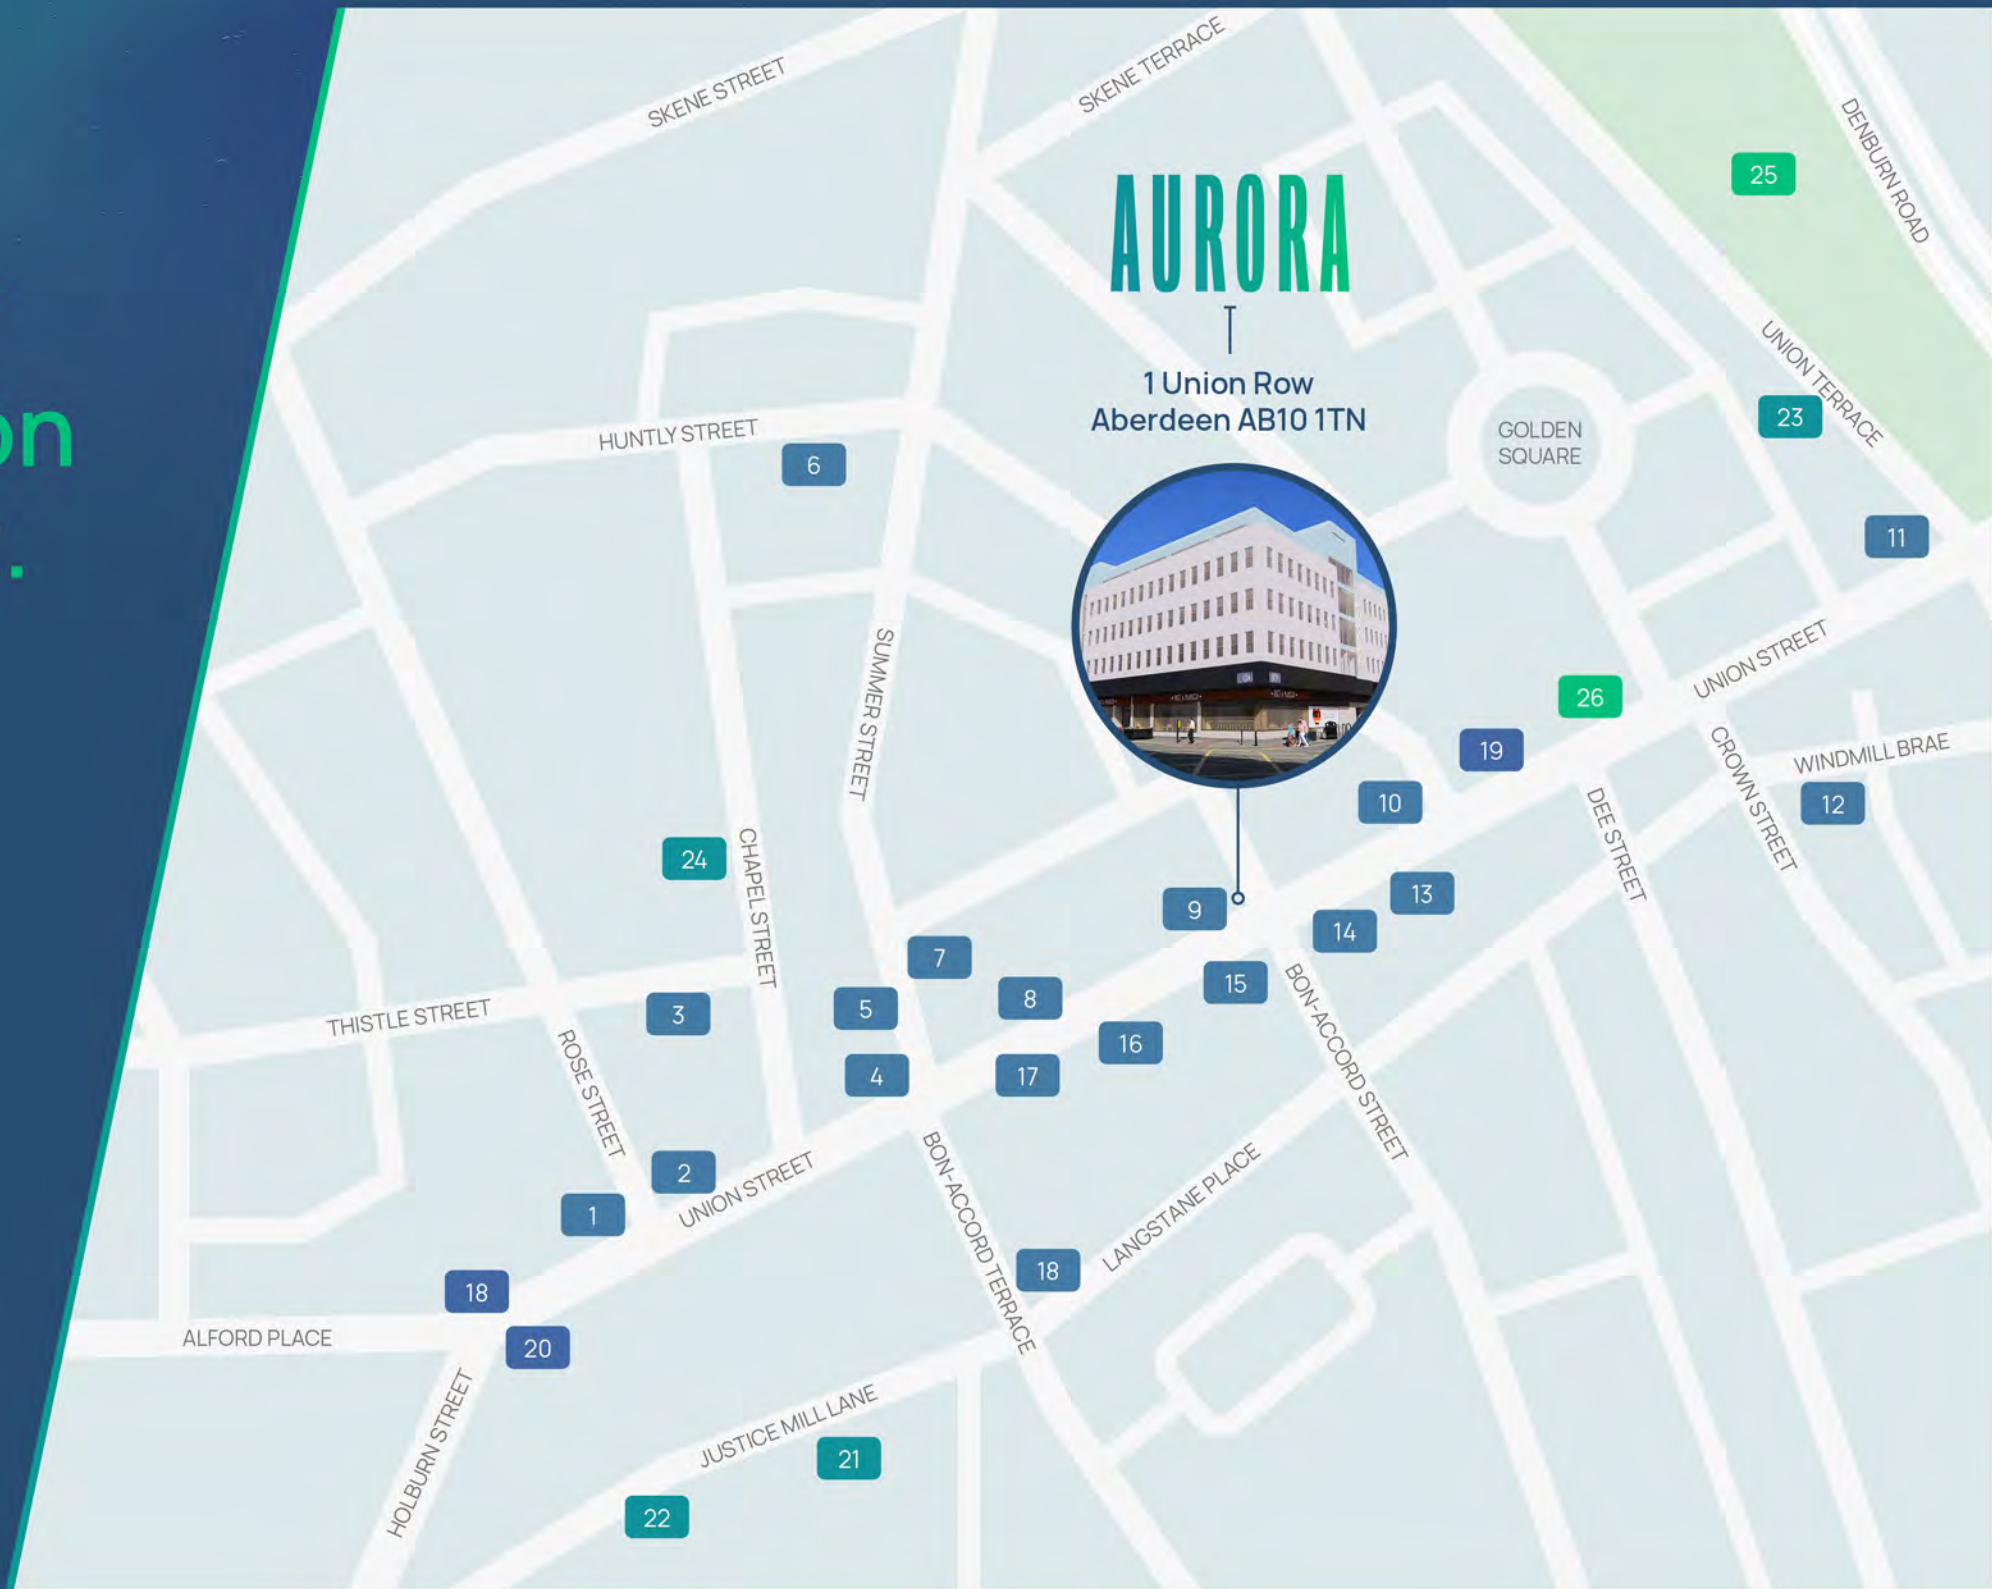 on
.
SKENE STREET
SKENE TERRACE
DENBURN ROAD
25
AURORA
1 Union Row
Aberdeen AB10 1TN
UNION TERRACE
23
GOLDEN
SQUARE
HUNTLY STREET
6
11
SUMMER STREET
UNION STREET
26
19
CROWN STREET
WINDMILL BRAE
12
10
DEE STREET
24
CHAPEL STREET
13
9
14
7
15
BON-ACCORD STREET
8
5
3
THISTLE STREET
ROSE STREET
16
4
17
2
UNION STREET
1
BON-ACCORD TERRACE
LANGSTANE PLACE
18
18
ALFORD PLACE
20
HOLBURN STREET
JUSTICE MILL LANE
21
22